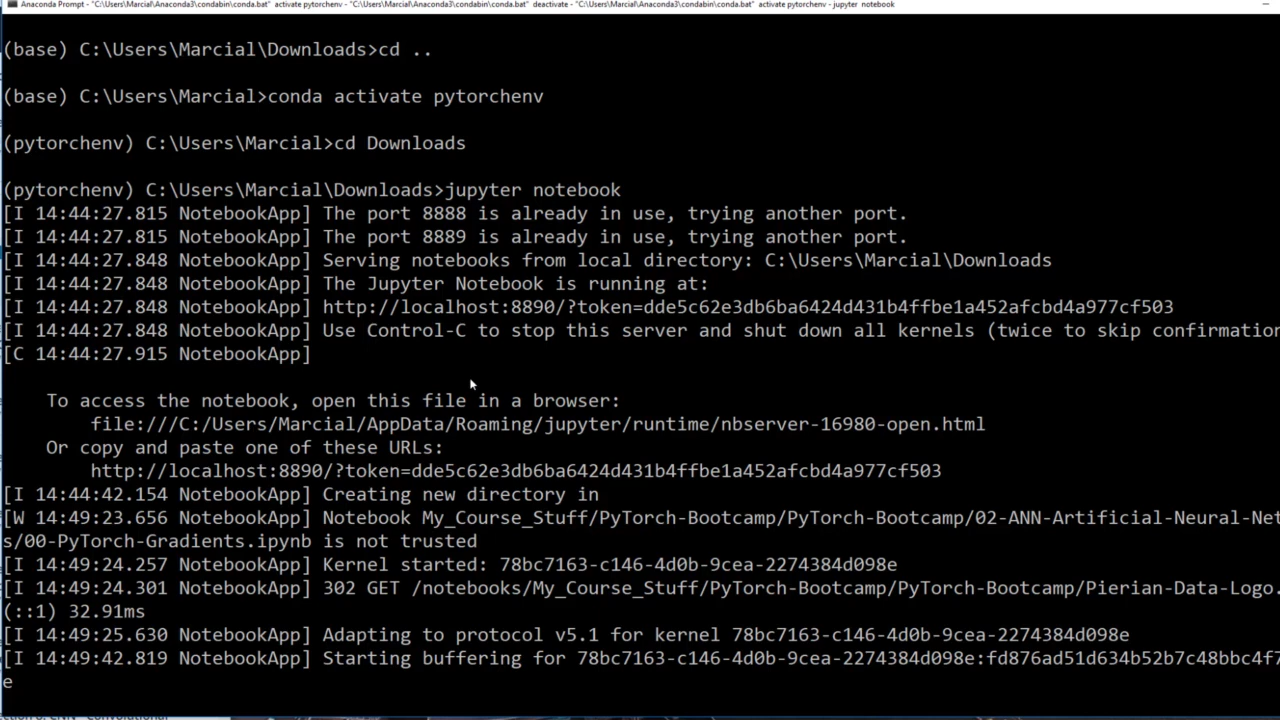 Anaconda Prompt - "C:\Users\Marcial\Anaconda3\condabin\conda.bat" activate pytorchenv - "C:\Users\Marcial\Anaconda3\condabin\conda.bat" deactivate - "C:\Users\Marcial\Anaconda3\condabin\conda.bat" activate pytorchenv - jupyter notebook
(base) C:\Users\Marcial\Downloads>cd ..
(base) C:\Users\Marcial>conda activate pytorchenv
(pytorchenv) C:\Users\Marcial>cd Downloads
(pytorchenv) C:\Users\Marcial\Downloads>jupyter notebook
[I 14:44:27.815 NotebookApp] The port 8888 is already in use, trying another port.
[I 14:44:27.815 NotebookApp] The port 8889 is already in use, trying another port.
[I 14:44:27.848 NotebookApp] Serving notebooks from local directory: C:\Users\Marcial\Downloads
[I 14:44:27.848 NotebookApp] The Jupyter Notebook is running at:
[I 14:44:27.848 NotebookApp] http://localhost:8890/?token=dde5c62e3db6ba6424d431b4ffbe1a452afcbd4a977cf503
[I 14:44:27.848 NotebookApp] Use Control-C to stop this server and shut down all kernels (twice to skip confirmation
[C 14:44:27.915 NotebookApp]
To access the notebook, open this file in a browser:
file:///C:/Users/Marcial/AppData/Roaming/jupyter/runtime/nbserver-16980-open.html
Or copy and paste one of these URLs:
http://localhost:8890/?token=dde5c62e3db6ba6424d431b4ffbe1a452afcbd4a977cf503
[I 14:44:42.154 NotebookApp] Creating new directory in
[W 14:49:23.656 NotebookApp] Notebook My_Course_Stuff/PyTorch-Bootcamp/PyTorch-Bootcamp/02-ANN-Artificial-Neural-Net
s/00-PyTorch-Gradients.ipynb is not trusted
[I 14:49:24.257 NotebookApp] Kernel started: 78bc7163-c146-4d0b-9cea-2274384d098e
[I 14:49:24.301 NotebookApp] 302 GET /notebooks/My_Course_Stuff/PyTorch-Bootcamp/PyTorch-Bootcamp/Pierian-Data-Logo.
(::1) 32.91ms
[I 14:49:25.630 NotebookApp] Adapting to protocol v5.1 for kernel 78bc7163-c146-4d0b-9cea-2274384d098e
[I 14:49:42.819 NotebookApp] Starting buffering for 78bc7163-c146-4d0b-9cea-2274384d098e:fd876ad51d634b52b7c48bbc4f7
e